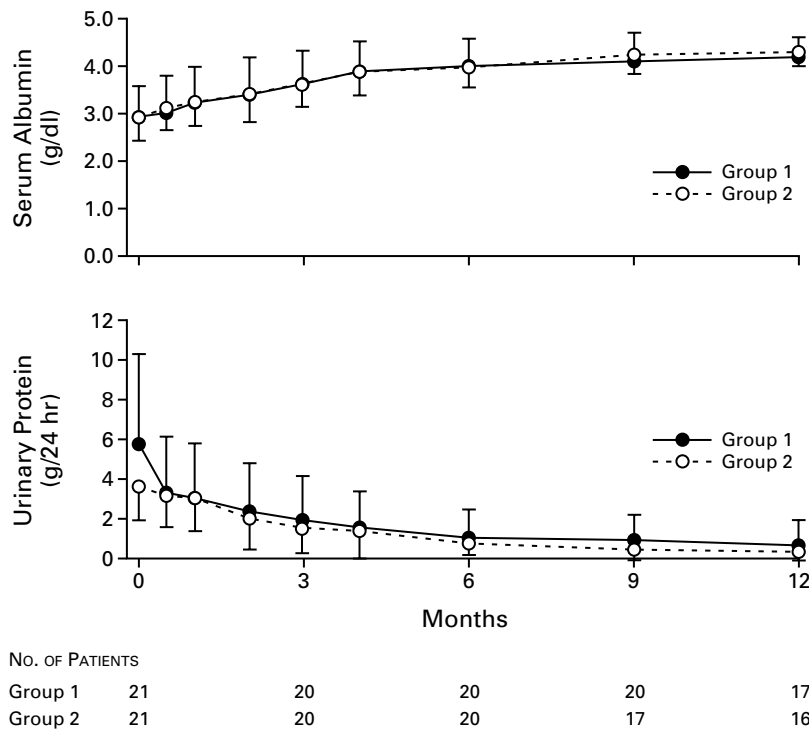 Serum Albumin
(g/dl)
5.0
4.0
3.0
2.0
1.0
0.0
Group 1
Group 2
Urinary Protein
(g/24 hr)
12
10
8
6
4
2
0
Group 1
Group 2
0 3 6 9 12
Months
NO. OF PATIENTS
Group 1 21 20 20 20 17
Group 2 21 20 20 17 16